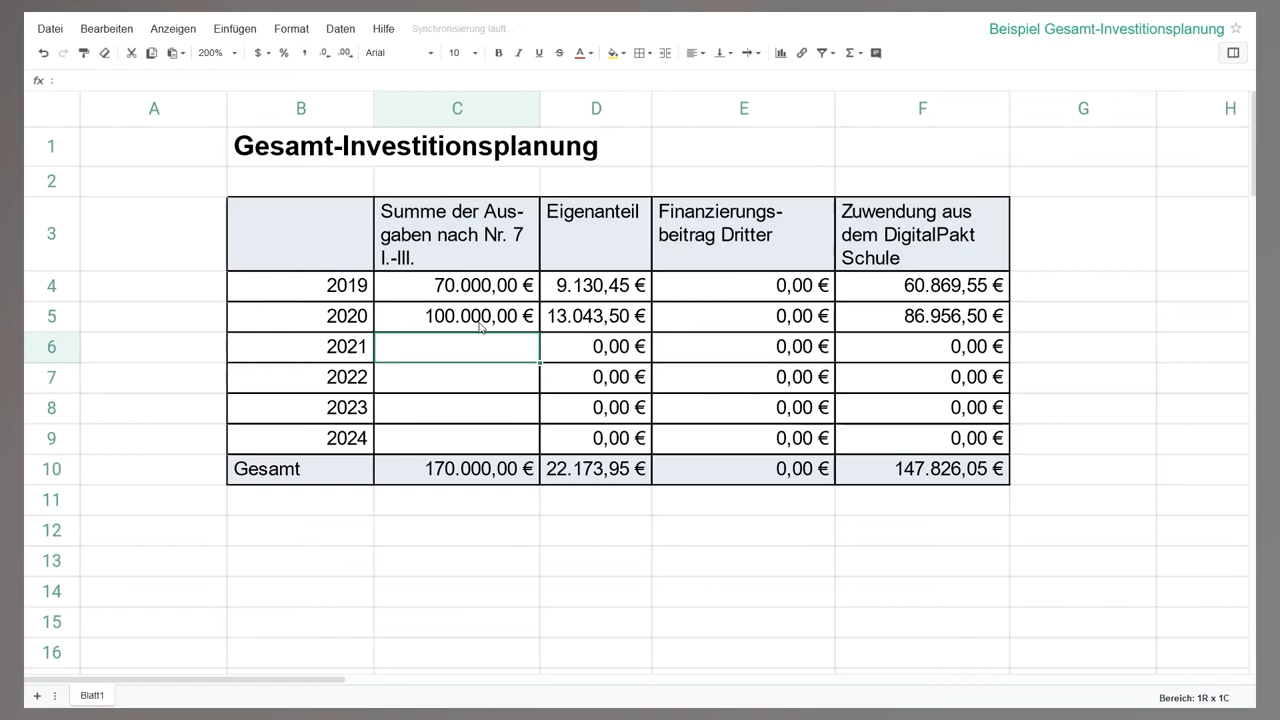 Datei Bearbeiten Anzeigen Einfügen Format Daten Hilfe Synchronisierung läuft... Beispiel Gesamt-Investitionsplanung
200% $ % , .0 .00 Arial 10 B I U S A Σ
fx :
A B C D E F G H
1 Gesamt-Investitionsplanung
2
3 Summe der Aus- Eigenanteil Finanzierungs- Zuwendung aus
gaben nach Nr. 7 beitrag Dritter dem DigitalPakt
I.-III. Schule
4 2019 70.000,00 € 9.130,45 € 0,00 € 60.869,55 €
5 2020 100.000,00 € 13.043,50 € 0,00 € 86.956,50 €
6 2021 0,00 € 0,00 € 0,00 €
7 2022 0,00 € 0,00 € 0,00 €
8 2023 0,00 € 0,00 € 0,00 €
9 2024 0,00 € 0,00 € 0,00 €
10 Gesamt 170.000,00 € 22.173,95 € 0,00 € 147.826,05 €
11
12
13
14
15
16
+ Blatt1 Bereich: 1R x 1C